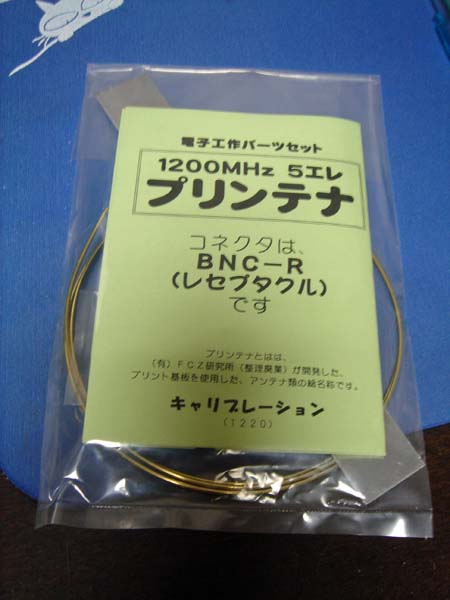 電子工作パーツセット
1200MHz 5エレ
プリンテナ
コネクタは、
BNC－R
(レセプタクル)
です
プリンテナとはは、
(有)FCZ研究所(整理廃業)が開発した、
プリント基板を使用した、アンテナ類の総名称です。
キャリブレーション
(1220)